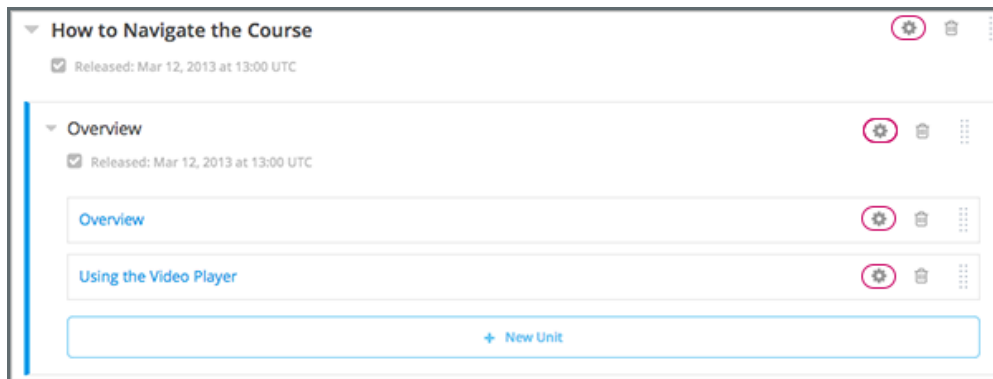 How to Navigate the Course
Released: Mar 12, 2013 at 13:00 UTC
Overview
Released: Mar 12, 2013 at 13:00 UTC
Overview
Using the Video Player
+ New Unit